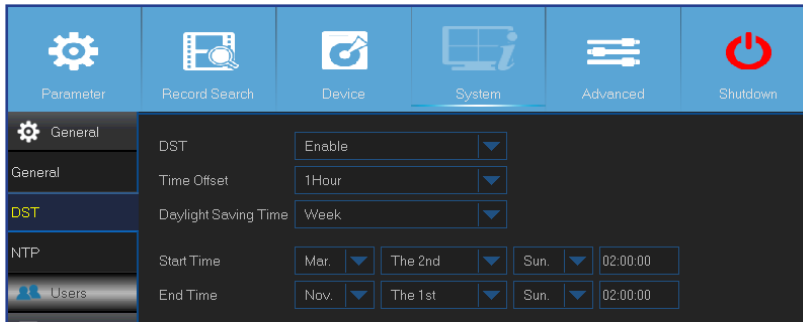 Parameter Record Search Device System Advanced Shutdown
General
General
DST
NTP
Users
DST Enable
Time Offset 1Hour
Daylight Saving Time Week
Start Time Mar. The 2nd Sun. 02:00:00
End Time Nov. The 1st Sun. 02:00:00